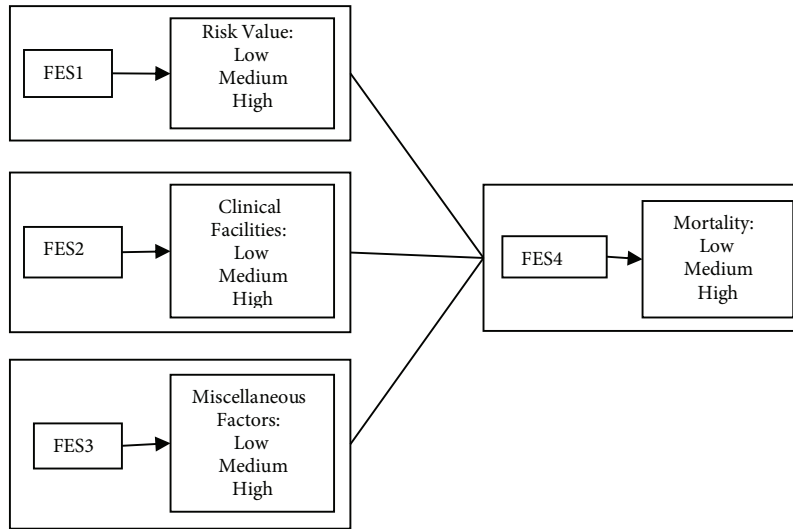 FES1
Risk Value:
Low
Medium
High
FES2
Clinical
Facilities:
Low
Medium
High
FES3
Miscellaneous
Factors:
Low
Medium
High
FES4
Mortality:
Low
Medium
High